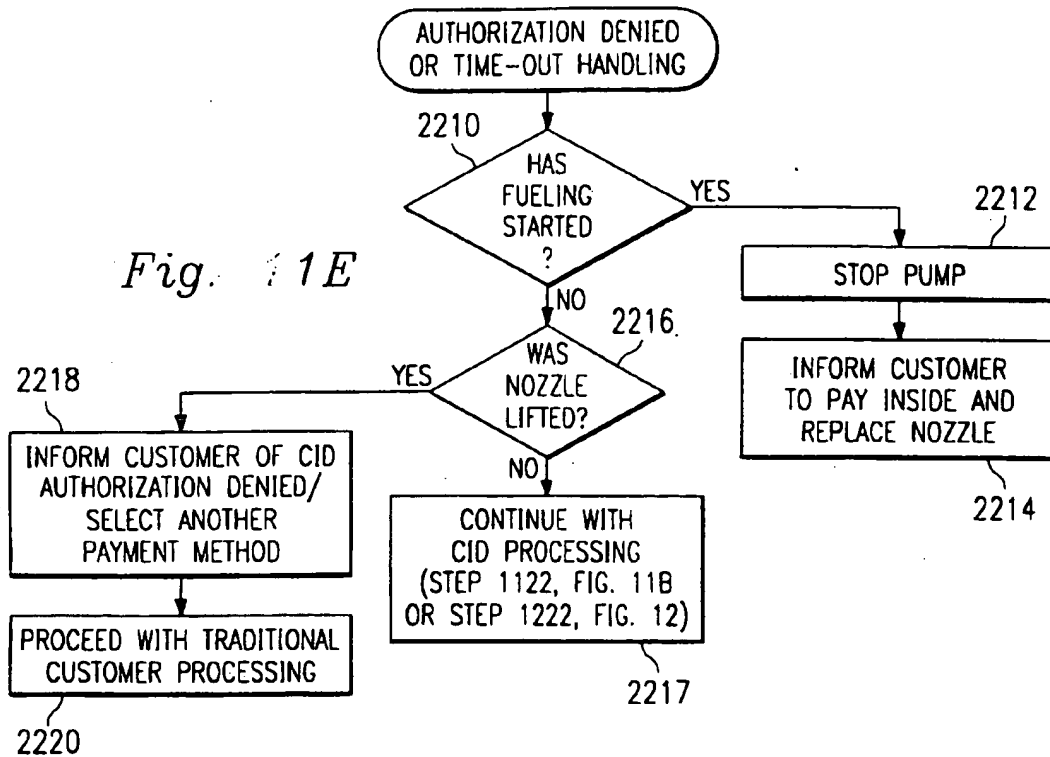 AUTHORIZATION DENIED
OR TIME-OUT HANDLING
2210
HAS
FUELING
STARTED
?
YES
2212
STOP PUMP
Fig. 11E
NO
2216
WAS
NOZZLE
LIFTED?
YES
INFORM CUSTOMER
TO PAY INSIDE AND
REPLACE NOZZLE
2214
2218
INFORM CUSTOMER OF CID
AUTHORIZATION DENIED/
SELECT ANOTHER
PAYMENT METHOD
NO
CONTINUE WITH
CID PROCESSING
(STEP 1122, FIG. 11B
OR STEP 1222, FIG. 12)
2217
PROCEED WITH TRADITIONAL
CUSTOMER PROCESSING
2220